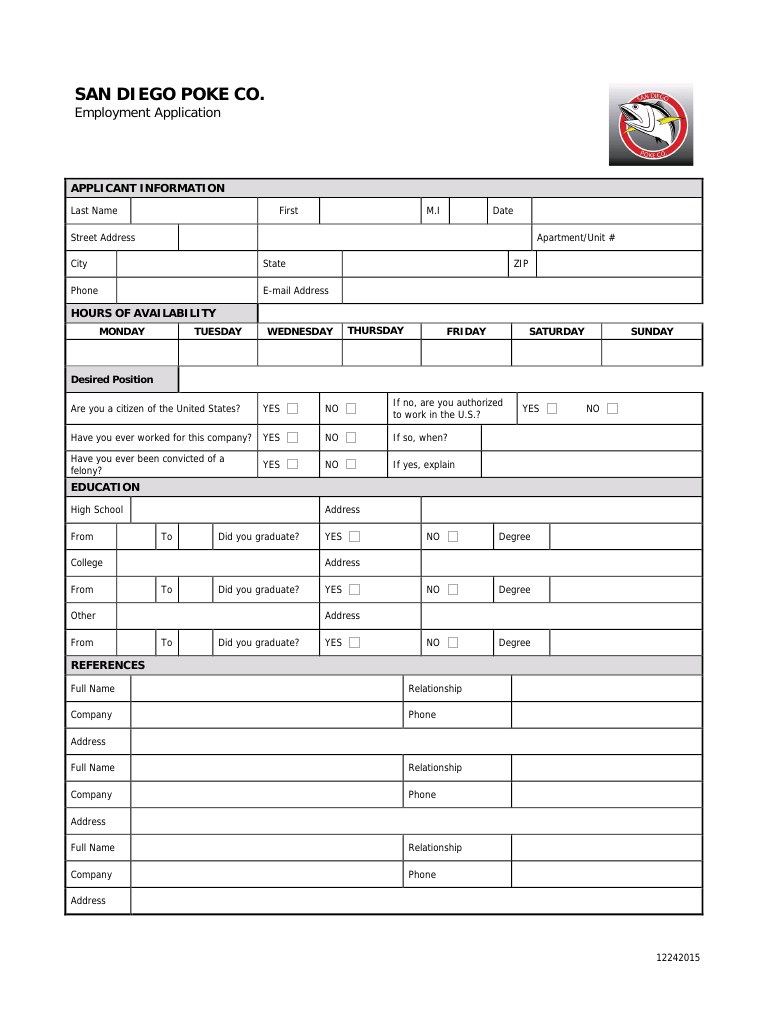 SAN DIEGO POKE CO.
Employment Application
SAN DIEGO
POKE CO.
APPLICANT INFORMATION
Last Name First M.I Date
Street Address Apartment/Unit #
City State ZIP
Phone E-mail Address
HOURS OF AVAILABILITY
MONDAY TUESDAY WEDNESDAY THURSDAY FRIDAY SATURDAY SUNDAY
Desired Position
Are you a citizen of the United States? YES NO If no, are you authorized
to work in the U.S.? YES NO
Have you ever worked for this company? YES NO If so, when?
Have you ever been convicted of a
felony? YES NO If yes, explain
EDUCATION
High School Address
From To Did you graduate? YES NO Degree
College Address
From To Did you graduate? YES NO Degree
Other Address
From To Did you graduate? YES NO Degree
REFERENCES
Full Name Relationship
Company Phone
Address
Full Name Relationship
Company Phone
Address
Full Name Relationship
Company Phone
Address
12242015